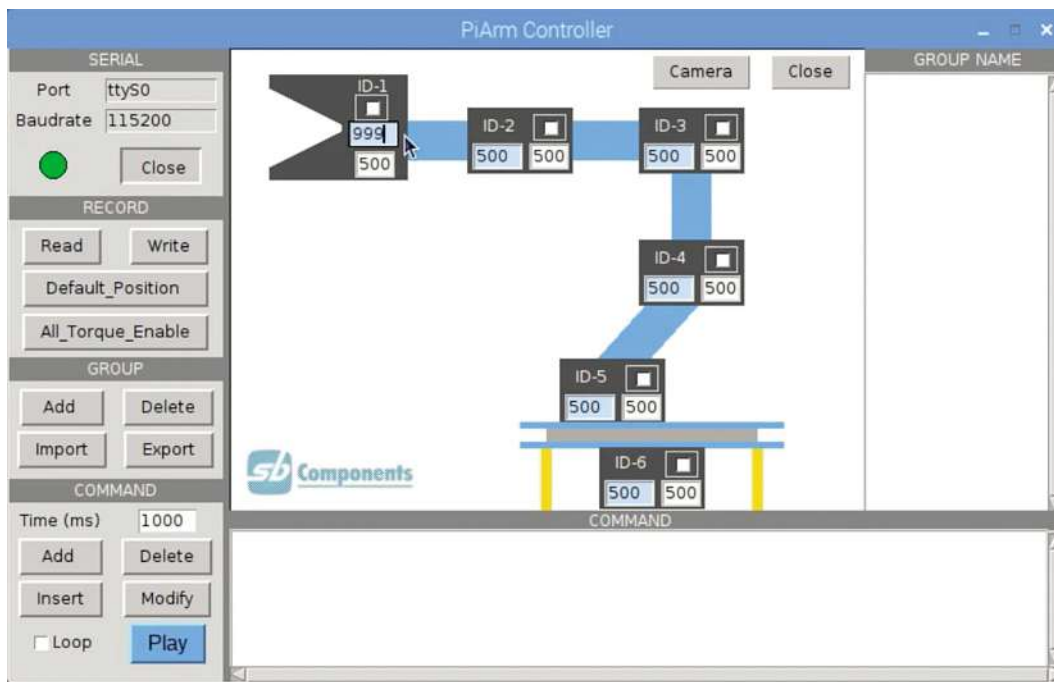 PiArm Controller
SERIAL
Port ttyS0
Baudrate 115200
Close
RECORD
Read Write
Default_Position
All_Torque_Enable
GROUP
Add Delete
Import Export
COMMAND
Time (ms) 1000
Add Delete
Insert Modify
Loop Play
Camera Close
ID-1
999
500
ID-2
500 500
ID-3
500 500
ID-4
500 500
ID-5
500 500
ID-6
500 500
sb Components
GROUP NAME
COMMAND